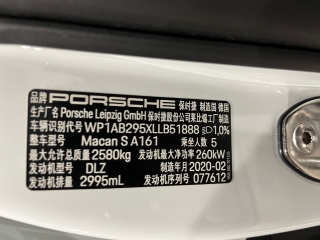 品牌 PORSCHE 保时捷 制造国 德国
生产厂名 Porsche Leipzig GmbH 保时捷股份公司莱比锡工厂制造
车辆识别代号 WP1AB295XLLB51888 1,0%
整车型号 Macan S A161 乘坐人数 5
最大允许总质量 2580kg 制造年月 2020-02
发动机型号 DLZ 发动机最大净功率 260kW
发动机排量 2995mL 发动机序列号 077612